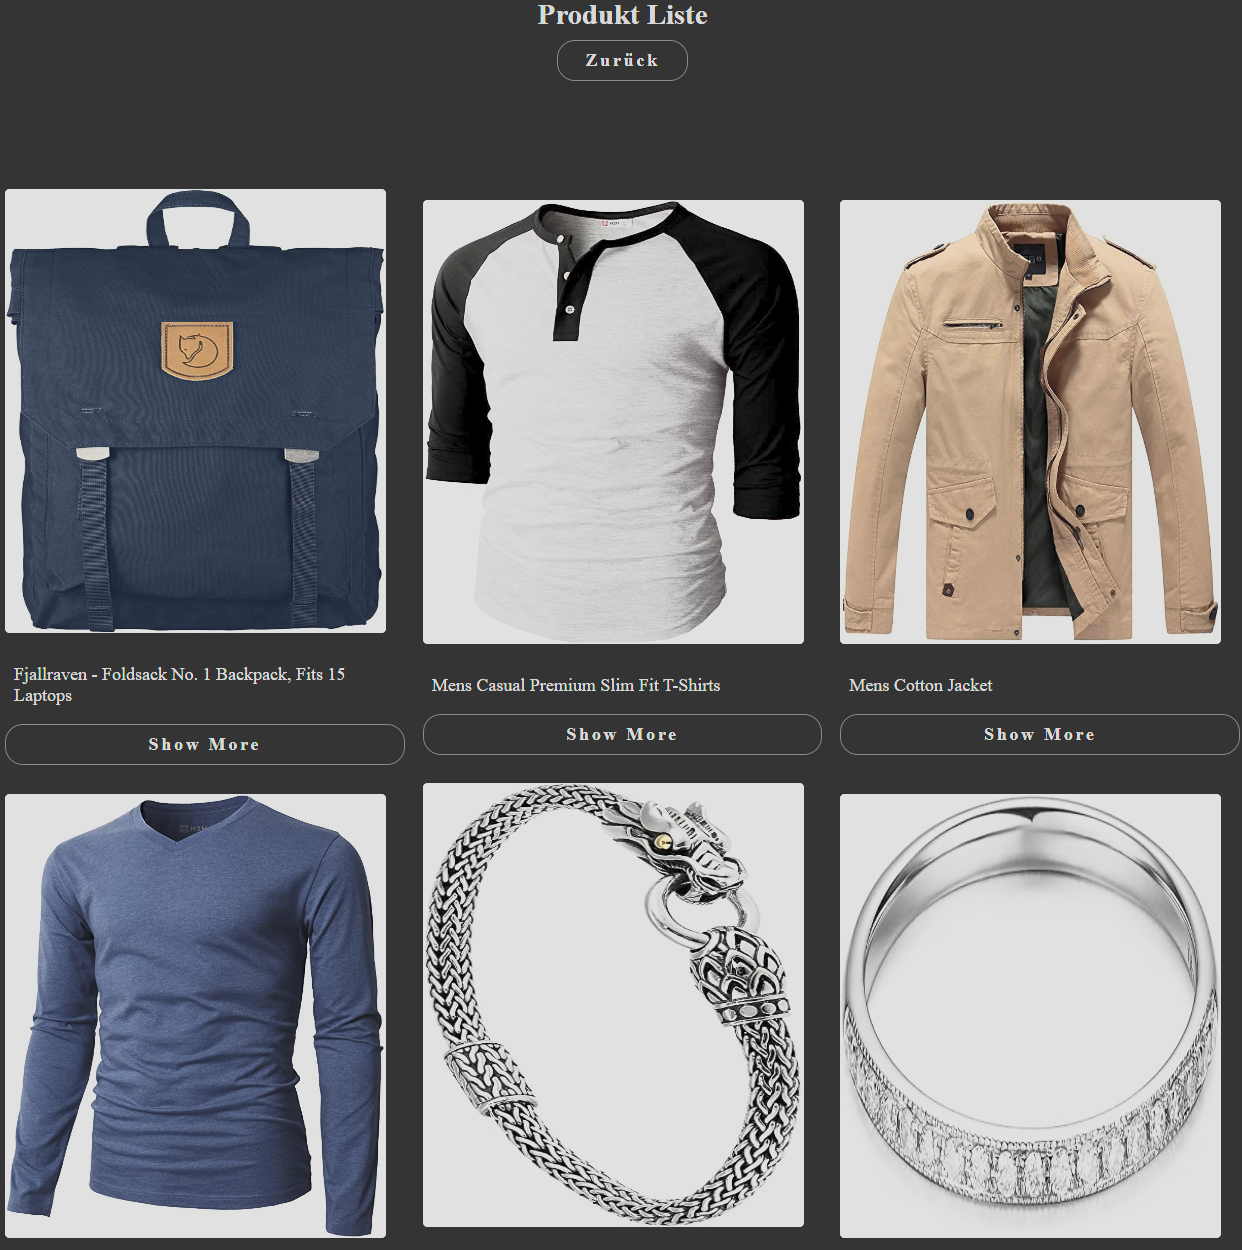 Produkt Liste
Zurück
Fjallraven - Foldsack No. 1 Backpack, Fits 15
Laptops
Mens Casual Premium Slim Fit T-Shirts
Mens Cotton Jacket
Show More
Show More
Show More